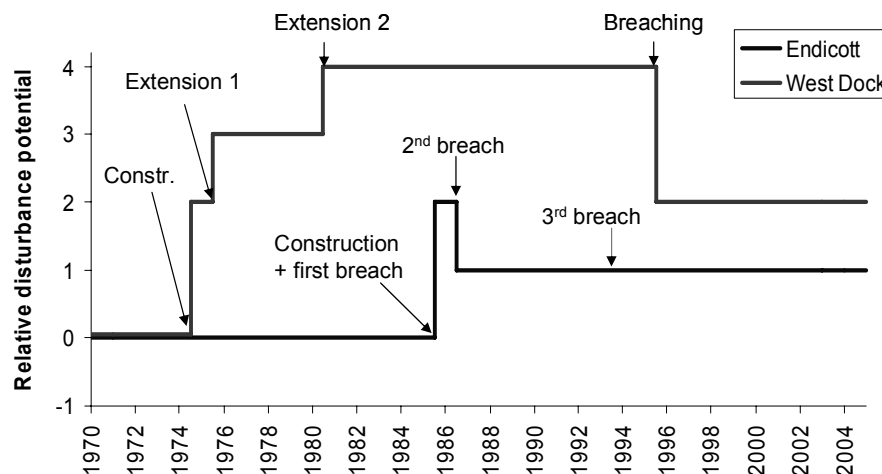 Extension 2
Breaching
Endicott
West Dock
Extension 1
Constr.
2nd breach
3rd breach
Construction
+ first breach
Relative disturbance potential
4
3
2
1
0
-1
1970
1972
1974
1976
1978
1980
1982
1984
1986
1988
1990
1992
1994
1996
1998
2000
2002
2004